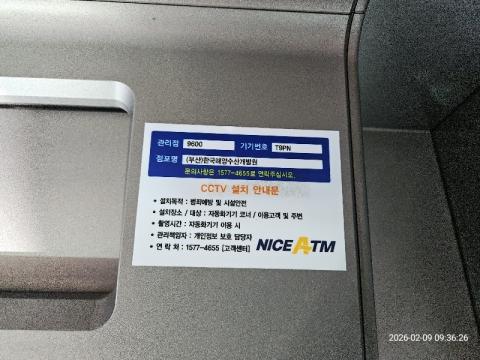 관리점 9600 기기번호 T9PN
점포명 (부산)한국해양수산개발원
문의사항은 1577-4655로 연락주십시오.
CCTV 설치 안내문
• 설치목적 : 범죄예방 및 시설안전
• 설치장소 / 대상 : 자동화기기 코너 / 이용고객 및 주변
• 촬영시간 : 자동화기기 이용 시
• 관리책임자 : 개인정보 보호 담당자
• 연 락 처 : 1577-4655 [고객센터]
NICE ATM
2026-02-09 09:36:26